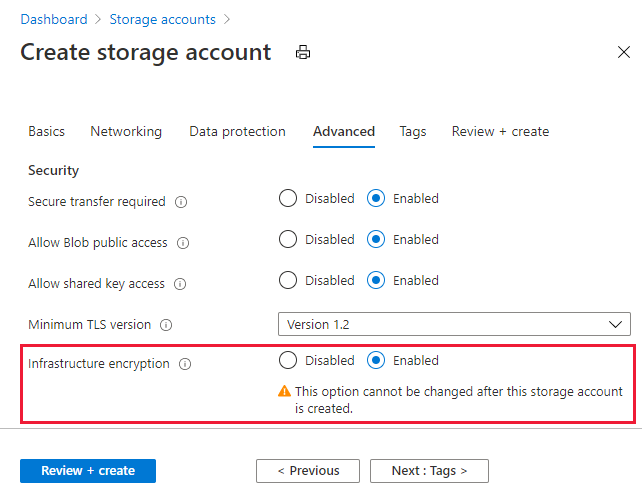 Dashboard > Storage accounts >
Create storage account
Basics Networking Data protection Advanced Tags Review + create
Security
Secure transfer required Disabled Enabled
Allow Blob public access Disabled Enabled
Allow shared key access Disabled Enabled
Minimum TLS version Version 1.2
Infrastructure encryption Disabled Enabled
This option cannot be changed after this storage account
is created.
Review + create < Previous Next : Tags >